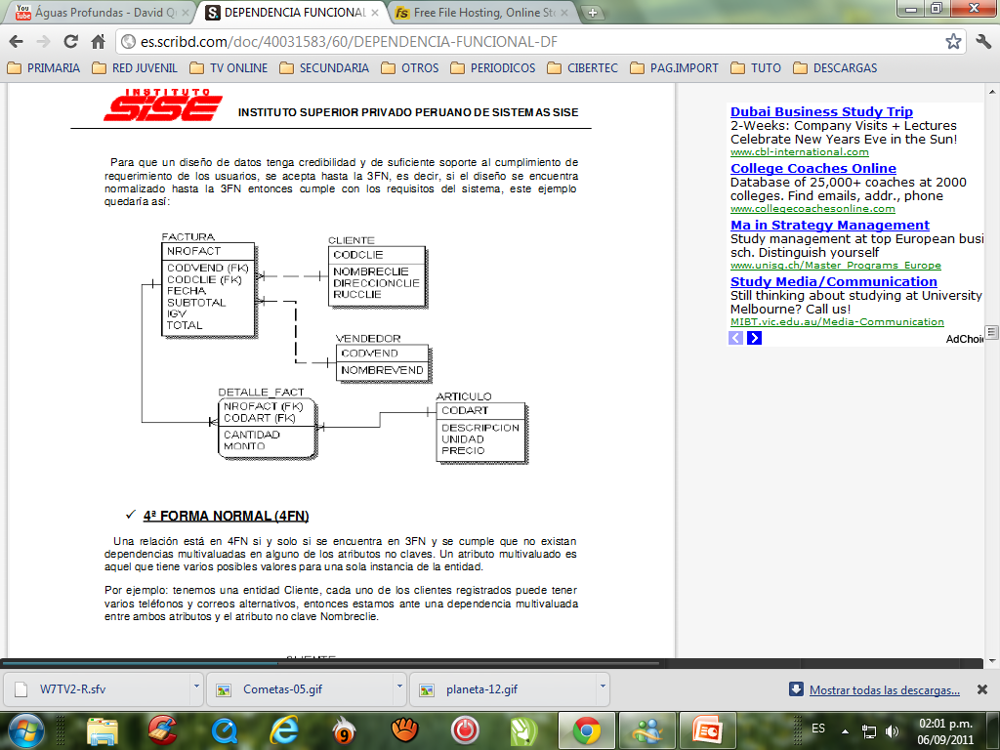 Águas Profundas - David Qu
DEPENDENCIA FUNCIONAL
Free File Hosting, Online Sto
es.scribd.com/doc/40031583/60/DEPENDENCIA-FUNCIONAL-DF
PRIMARIA
RED JUVENIL
TV ONLINE
SECUNDARIA
OTROS
PERIODICOS
CIBERTEC
PAG.IMPORT
TUTO
DESCARGAS
INSTITUTO
SISE
INSTITUTO SUPERIOR PRIVADO PERUANO DE SISTEMAS SISE
Para que un diseño de datos tenga credibilidad y de suficiente soporte al cumplimiento de
requerimiento de los usuarios, se acepta hasta la 3FN, es decir, si el diseño se encuentra
normalizado hasta la 3FN entonces cumple con los requisitos del sistema, este ejemplo
quedaría así:
FACTURA
NROFACT
CODVEND (FK)
CODCLIE (FK)
FECHA
SUBTOTAL
IGV
TOTAL
CLIENTE
CODCLIE
NOMBRECLIE
DIRECCIONCLIE
RUCCLIE
VENDEDOR
CODVEND
NOMBREVEND
DETALLE_FACT
NROFACT (FK)
CODART (FK)
CANTIDAD
MONTO
ARTICULO
CODART
DESCRIPCION
UNIDAD
PRECIO
4ª FORMA NORMAL (4FN)
Una relación está en 4FN si y solo si se encuentra en 3FN y se cumple que no existan
dependencias multivaluadas en alguno de los atributos no claves. Un atributo multivaluado es
aquel que tiene varios posibles valores para una sola instancia de la entidad.
Por ejemplo: tenemos una entidad Cliente, cada uno de los clientes registrados puede tener
varios teléfonos y correos alternativos, entonces estamos ante una dependencia multivaluada
entre ambos atributos y el atributo no clave Nombreclie.
CLIENTE
Dubai Business Study Trip
2-Weeks: Company Visits + Lectures
Celebrate New Years Eve in the Sun!
www.cbl-international.com
College Coaches Online
Database of 25,000+ coaches at 2000
colleges. Find emails, addr., phone
www.collegecoachesonline.com
Ma in Strategy Management
Study management at top European busi
sch. Distinguish yourself
www.unisg.ch/Master_Programs_Europe
Study Media/Communication
Still thinking about studying at University
Melbourne? Call us!
MIBT.vic.edu.au/Media-Communication
AdChoic
W7TV2-R.sfv
Cometas-05.gif
planeta-12.gif
Mostrar todas las descargas...
ES
02:01 p.m.
06/09/2011